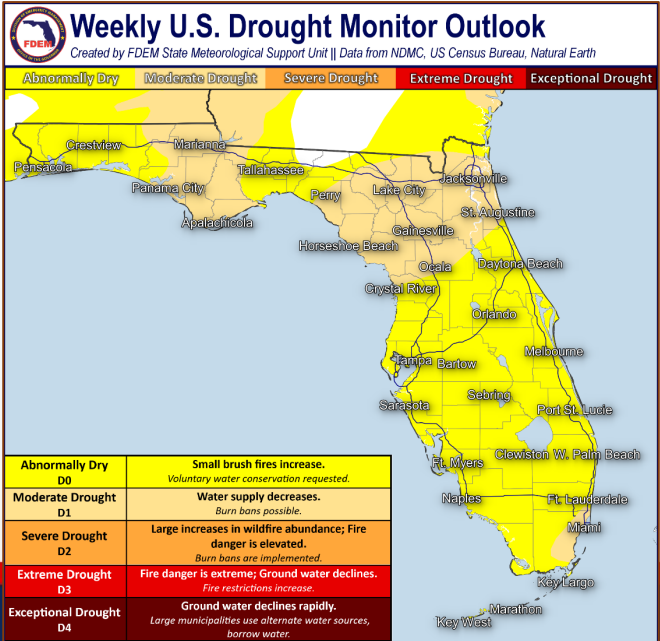 Weekly U.S. Drought Monitor Outlook
FDEM
Created by FDEM State Meteorological Support Unit || Data from NDMC, US Census Bureau, Natural Earth
Abnormally Dry Moderate Drought Severe Drought Extreme Drought Exceptional Drought
Crestview
Marianna
Pensacola
Tallahassee
Jacksonville
Panama City
Perry
Lake City
Apalachicola
St. Augustine
Gainesville
Horseshoe Beach
Ocala
Daytona Beach
Crystal River
Orlando
Melbourne
Tampa
Bartow
Sebring
Sarasota
Port St. Lucie
Clewiston
W. Palm Beach
Ft. Myers
Naples
Ft. Lauderdale
Miami
Key Largo
Marathon
Key West
Abnormally Dry
D0
Small brush fires increase.
Voluntary water conservation requested.
Moderate Drought
D1
Water supply decreases.
Burn bans possible.
Severe Drought
D2
Large increases in wildfire abundance; Fire
danger is elevated.
Burn bans are implemented.
Extreme Drought
D3
Fire danger is extreme; Ground water declines.
Fire restrictions increase.
Exceptional Drought
D4
Ground water declines rapidly.
Large municipalities use alternate water sources,
borrow water.